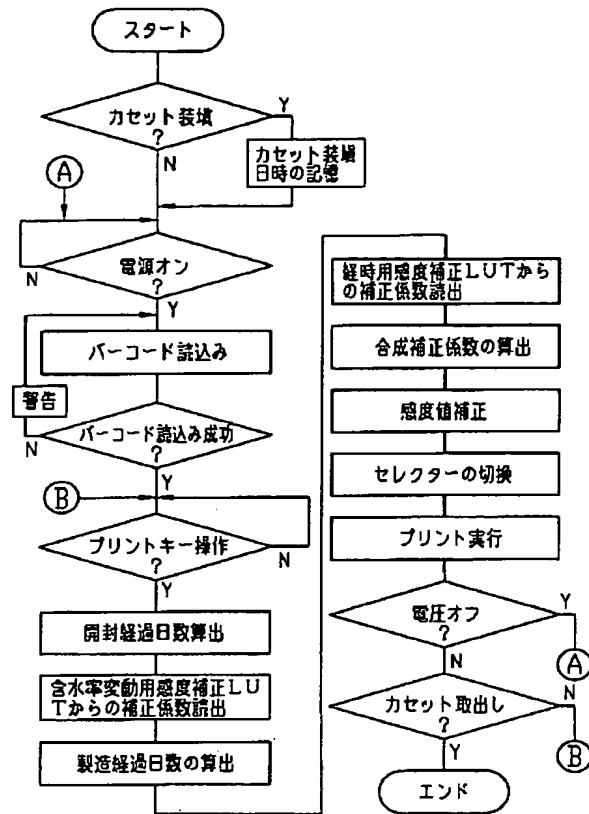 スタート
カセット装填
?
Y
N
カセット装填
日時の記憶
A
電源オン
?
N
Y
バーコード読込み
警告
バーコード読込み成功
?
N
Y
B
プリントキー操作
?
N
Y
開封経過日数算出
含水率変動用感度補正LU
Tからの補正係数読出
製造経過日数の算出
経時用感度補正LUTから
の補正係数読出
合成補正係数の算出
感度値補正
セレクターの切換
プリント実行
電圧オフ
?
Y
A
N
カセット取出し
?
N
B
Y
エンド